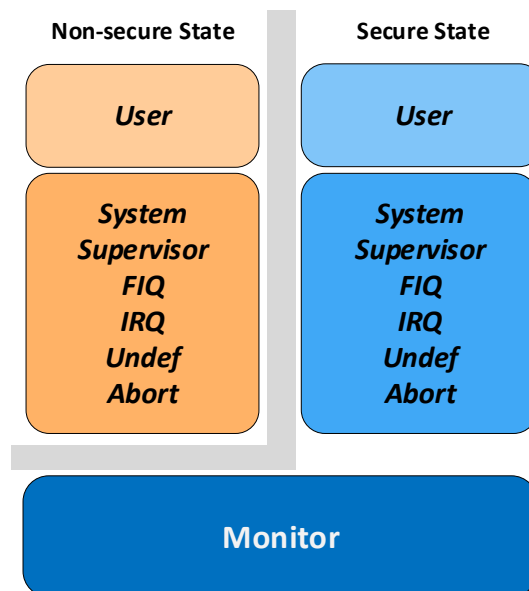 Non-secure State
Secure State
User
User
System
Supervisor
FIQ
IRQ
Undef
Abort
System
Supervisor
FIQ
IRQ
Undef
Abort
Monitor